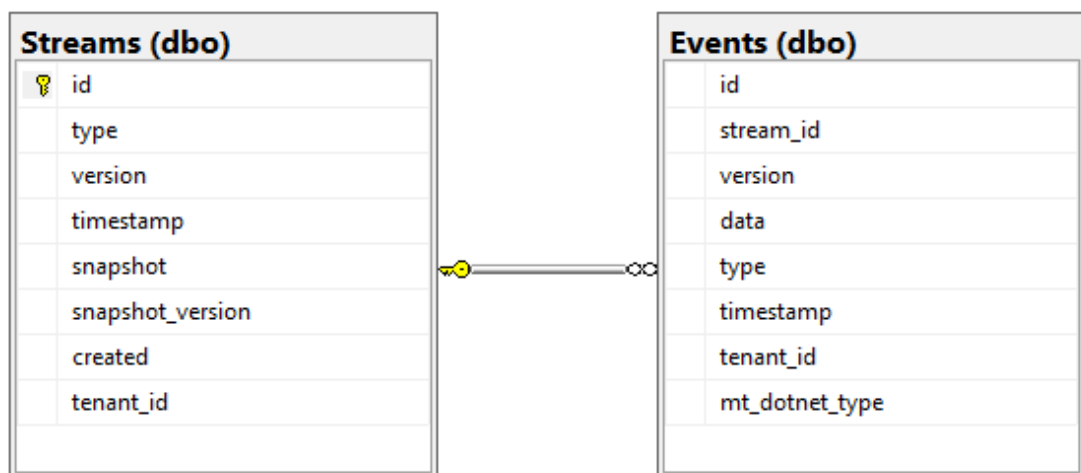 Streams (dbo)
id
type
version
timestamp
snapshot
snapshot_version
created
tenant_id
Events (dbo)
id
stream_id
version
data
type
timestamp
tenant_id
mt_dotnet_type